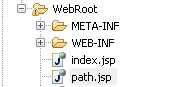 WebRoot
META-INF
WEB-INF
index.jsp
path.jsp